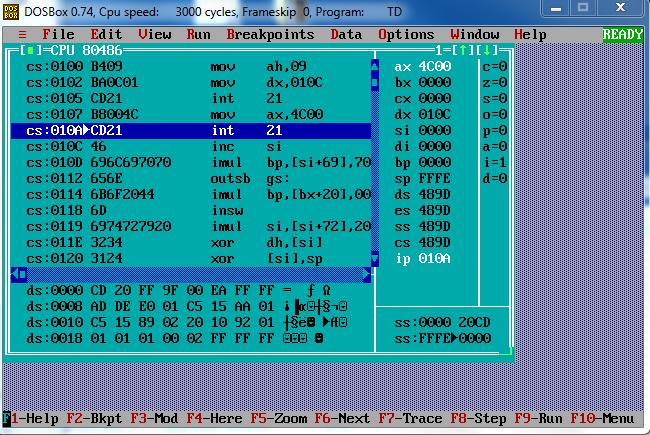 DOSBox 0.74, Cpu speed: 3000 cycles, Frameskip 0, Program: TD
≡ File Edit View Run Breakpoints Data Options Window Help READY
[■]=CPU 80486 1=[↑][↓]
cs:0100 B409 mov ah,09
cs:0102 BA0C01 mov dx,010C
cs:0105 CD21 int 21
cs:0107 BB004C mov ax,4C00
cs:010A►CD21 int 21
cs:010C 46 inc si
cs:010D 696C697070 imul bp,[si+69],70
cs:0112 656E outsb gs:
cs:0114 6B6F2044 imul bp,[bx+20],00
cs:0118 6D insw
cs:0119 6974727920 imul si,[si+72],20
cs:011E 3234 xor dh,[si]
cs:0120 3124 xor [si],sp
ax 4C00 c=0
bx 0000 z=0
cx 0000 s=0
dx 010C o=0
si 0000 p=0
di 0000 a=0
bp 0000 i=1
sp FFFE d=0
ds 489D
es 489D
ss 489D
cs 489D
ip 010A
ds:0000 CD 20 FF 9F 00 EA FF FF = ƒ Ω
ds:0008 AD DE E0 01 C5 15 AA 01 ¡▐α☺┼§¬☺
ds:0010 C5 15 89 02 20 10 92 01 ┼§ë☻ ►Æ☺
ds:0018 01 01 01 00 02 FF FF FF ☺☺☺ ☻
ss:0000 20CD
ss:FFFE►0000
F1-Help F2-Bkpt F3-Mod F4-Here F5-Zoom F6-Next F7-Trace F8-Step F9-Run F10-Menu